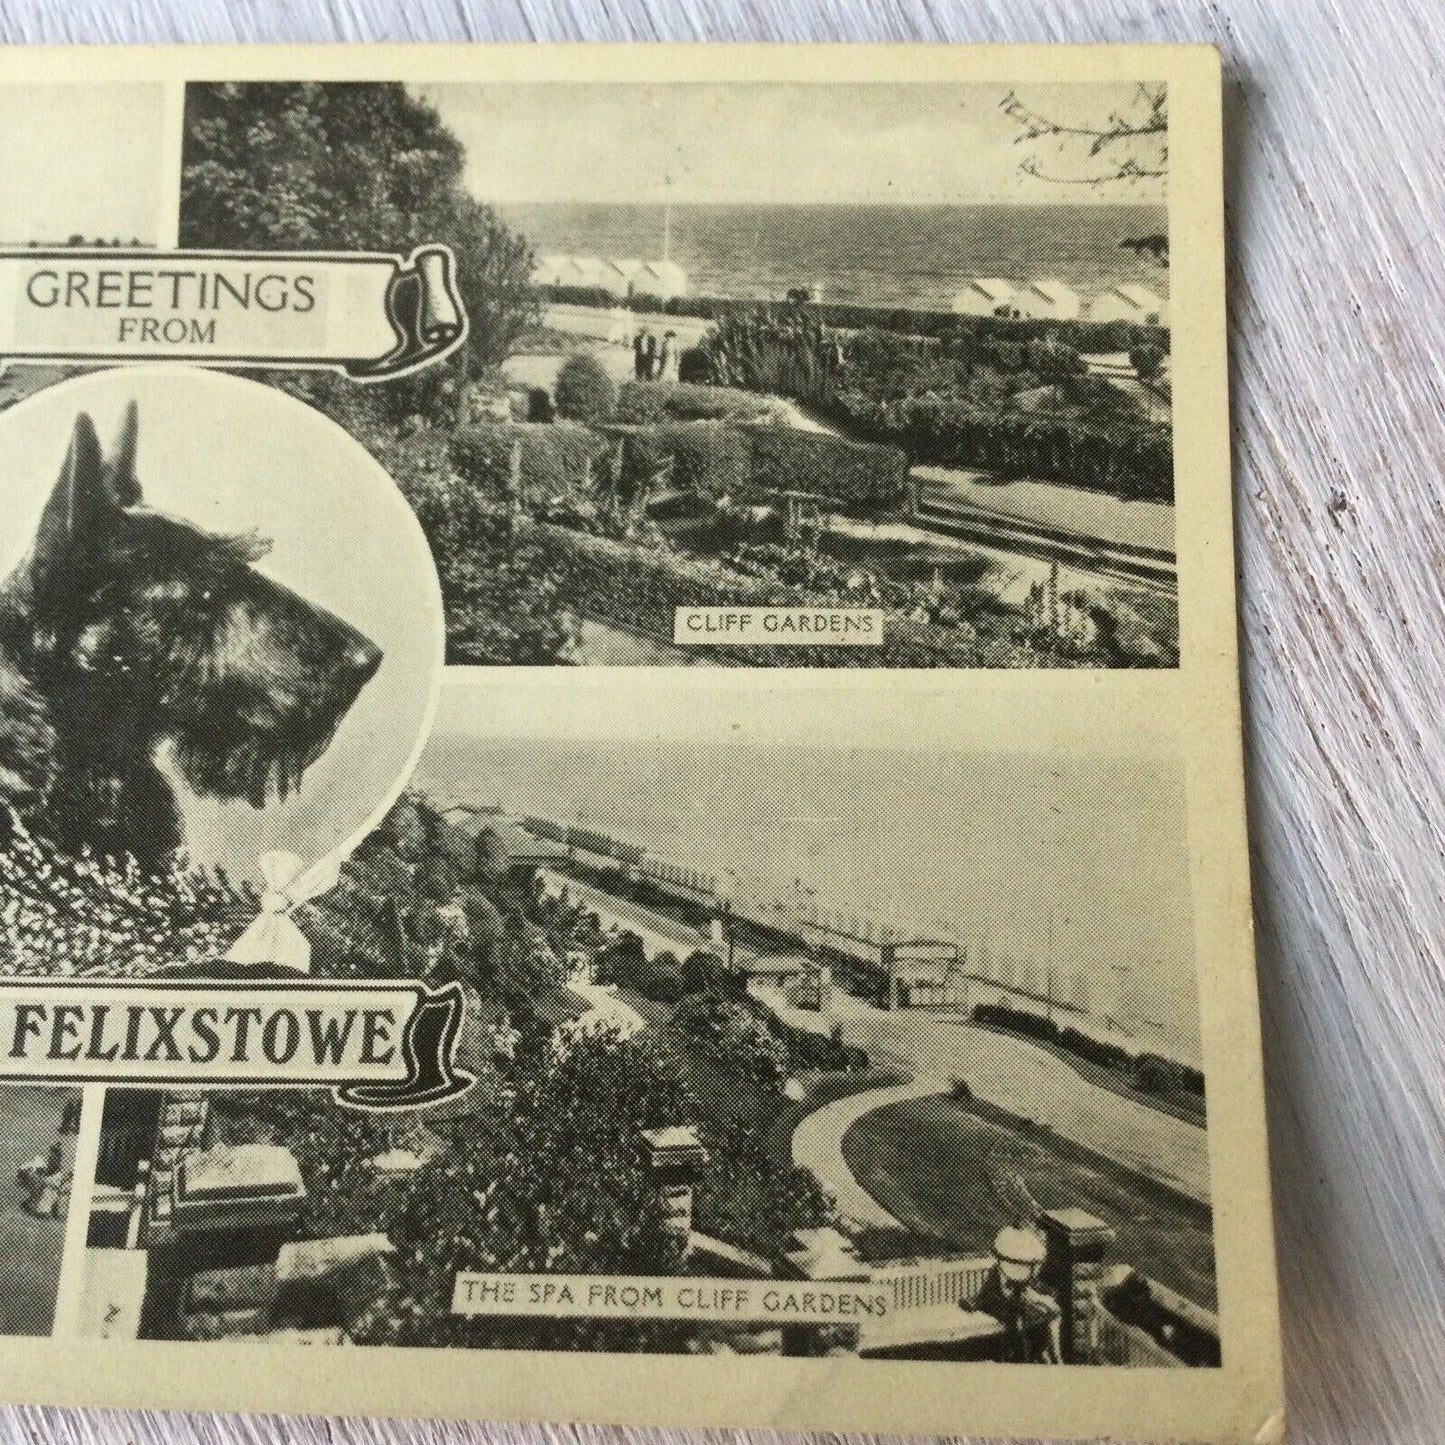 GREETINGS
FROM
CLIFF GARDENS
FELIXSTOWE
THE SPA FROM CLIFF GARDENS